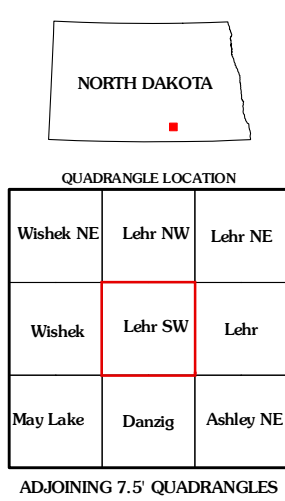 NORTH DAKOTA
QUADRANGLE LOCATION
Wishek NE Lehr NW Lehr NE
Wishek Lehr SW Lehr
May Lake Danzig Ashley NE
ADJOINING 7.5' QUADRANGLES